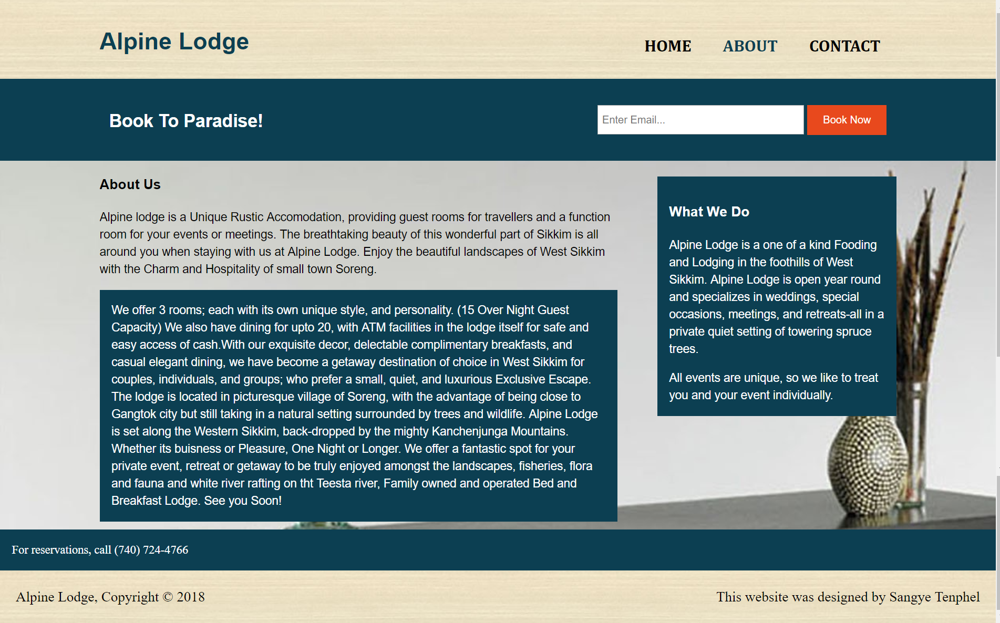 Alpine Lodge
HOME ABOUT CONTACT
Book To Paradise!
Enter Email...
Book Now
About Us
Alpine lodge is a Unique Rustic Accomodation, providing guest rooms for travellers and a function
room for your events or meetings. The breathtaking beauty of this wonderful part of Sikkim is all
around you when staying with us at Alpine Lodge. Enjoy the beautiful landscapes of West Sikkim
with the Charm and Hospitality of small town Soreng.
We offer 3 rooms; each with its own unique style, and personality. (15 Over Night Guest
Capacity) We also have dining for upto 20, with ATM facilities in the lodge itself for safe and
easy access of cash.With our exquisite decor, delectable complimentary breakfasts, and
casual elegant dining, we have become a getaway destination of choice in West Sikkim for
couples, individuals, and groups; who prefer a small, quiet, and luxurious Exclusive Escape.
The lodge is located in picturesque village of Soreng, with the advantage of being close to
Gangtok city but still taking in a natural setting surrounded by trees and wildlife. Alpine Lodge
is set along the Western Sikkim, back-dropped by the mighty Kanchenjunga Mountains.
Whether its buisness or Pleasure, One Night or Longer. We offer a fantastic spot for your
private event, retreat or getaway to be truly enjoyed amongst the landscapes, fisheries, flora
and fauna and white river rafting on tht Teesta river, Family owned and operated Bed and
Breakfast Lodge. See you Soon!
What We Do
Alpine Lodge is a one of a kind Fooding
and Lodging in the foothills of West
Sikkim. Alpine Lodge is open year round
and specializes in weddings, special
occasions, meetings, and retreats-all in a
private quiet setting of towering spruce
trees.
All events are unique, so we like to treat
you and your event individually.
For reservations, call (740) 724-4766
Alpine Lodge, Copyright © 2018
This website was designed by Sangye Tenphel